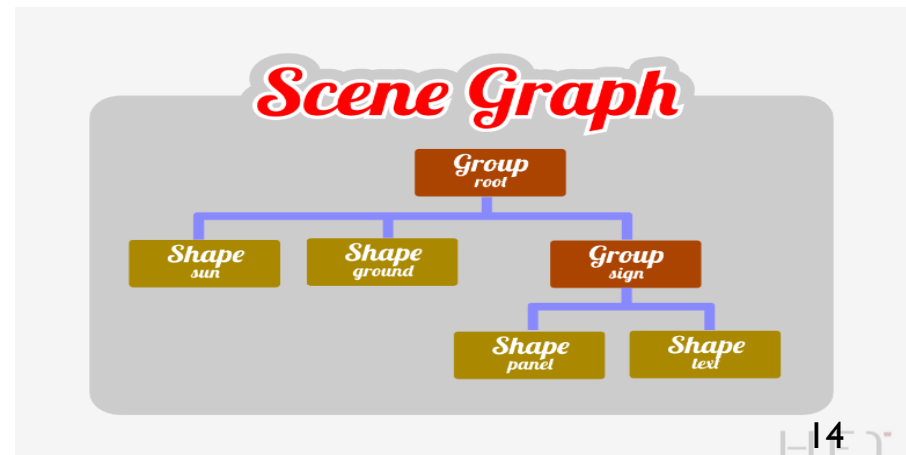 Scene Graph
Group
root
Shape
sun
Shape
ground
Group
sign
Shape
panel
Shape
text
14